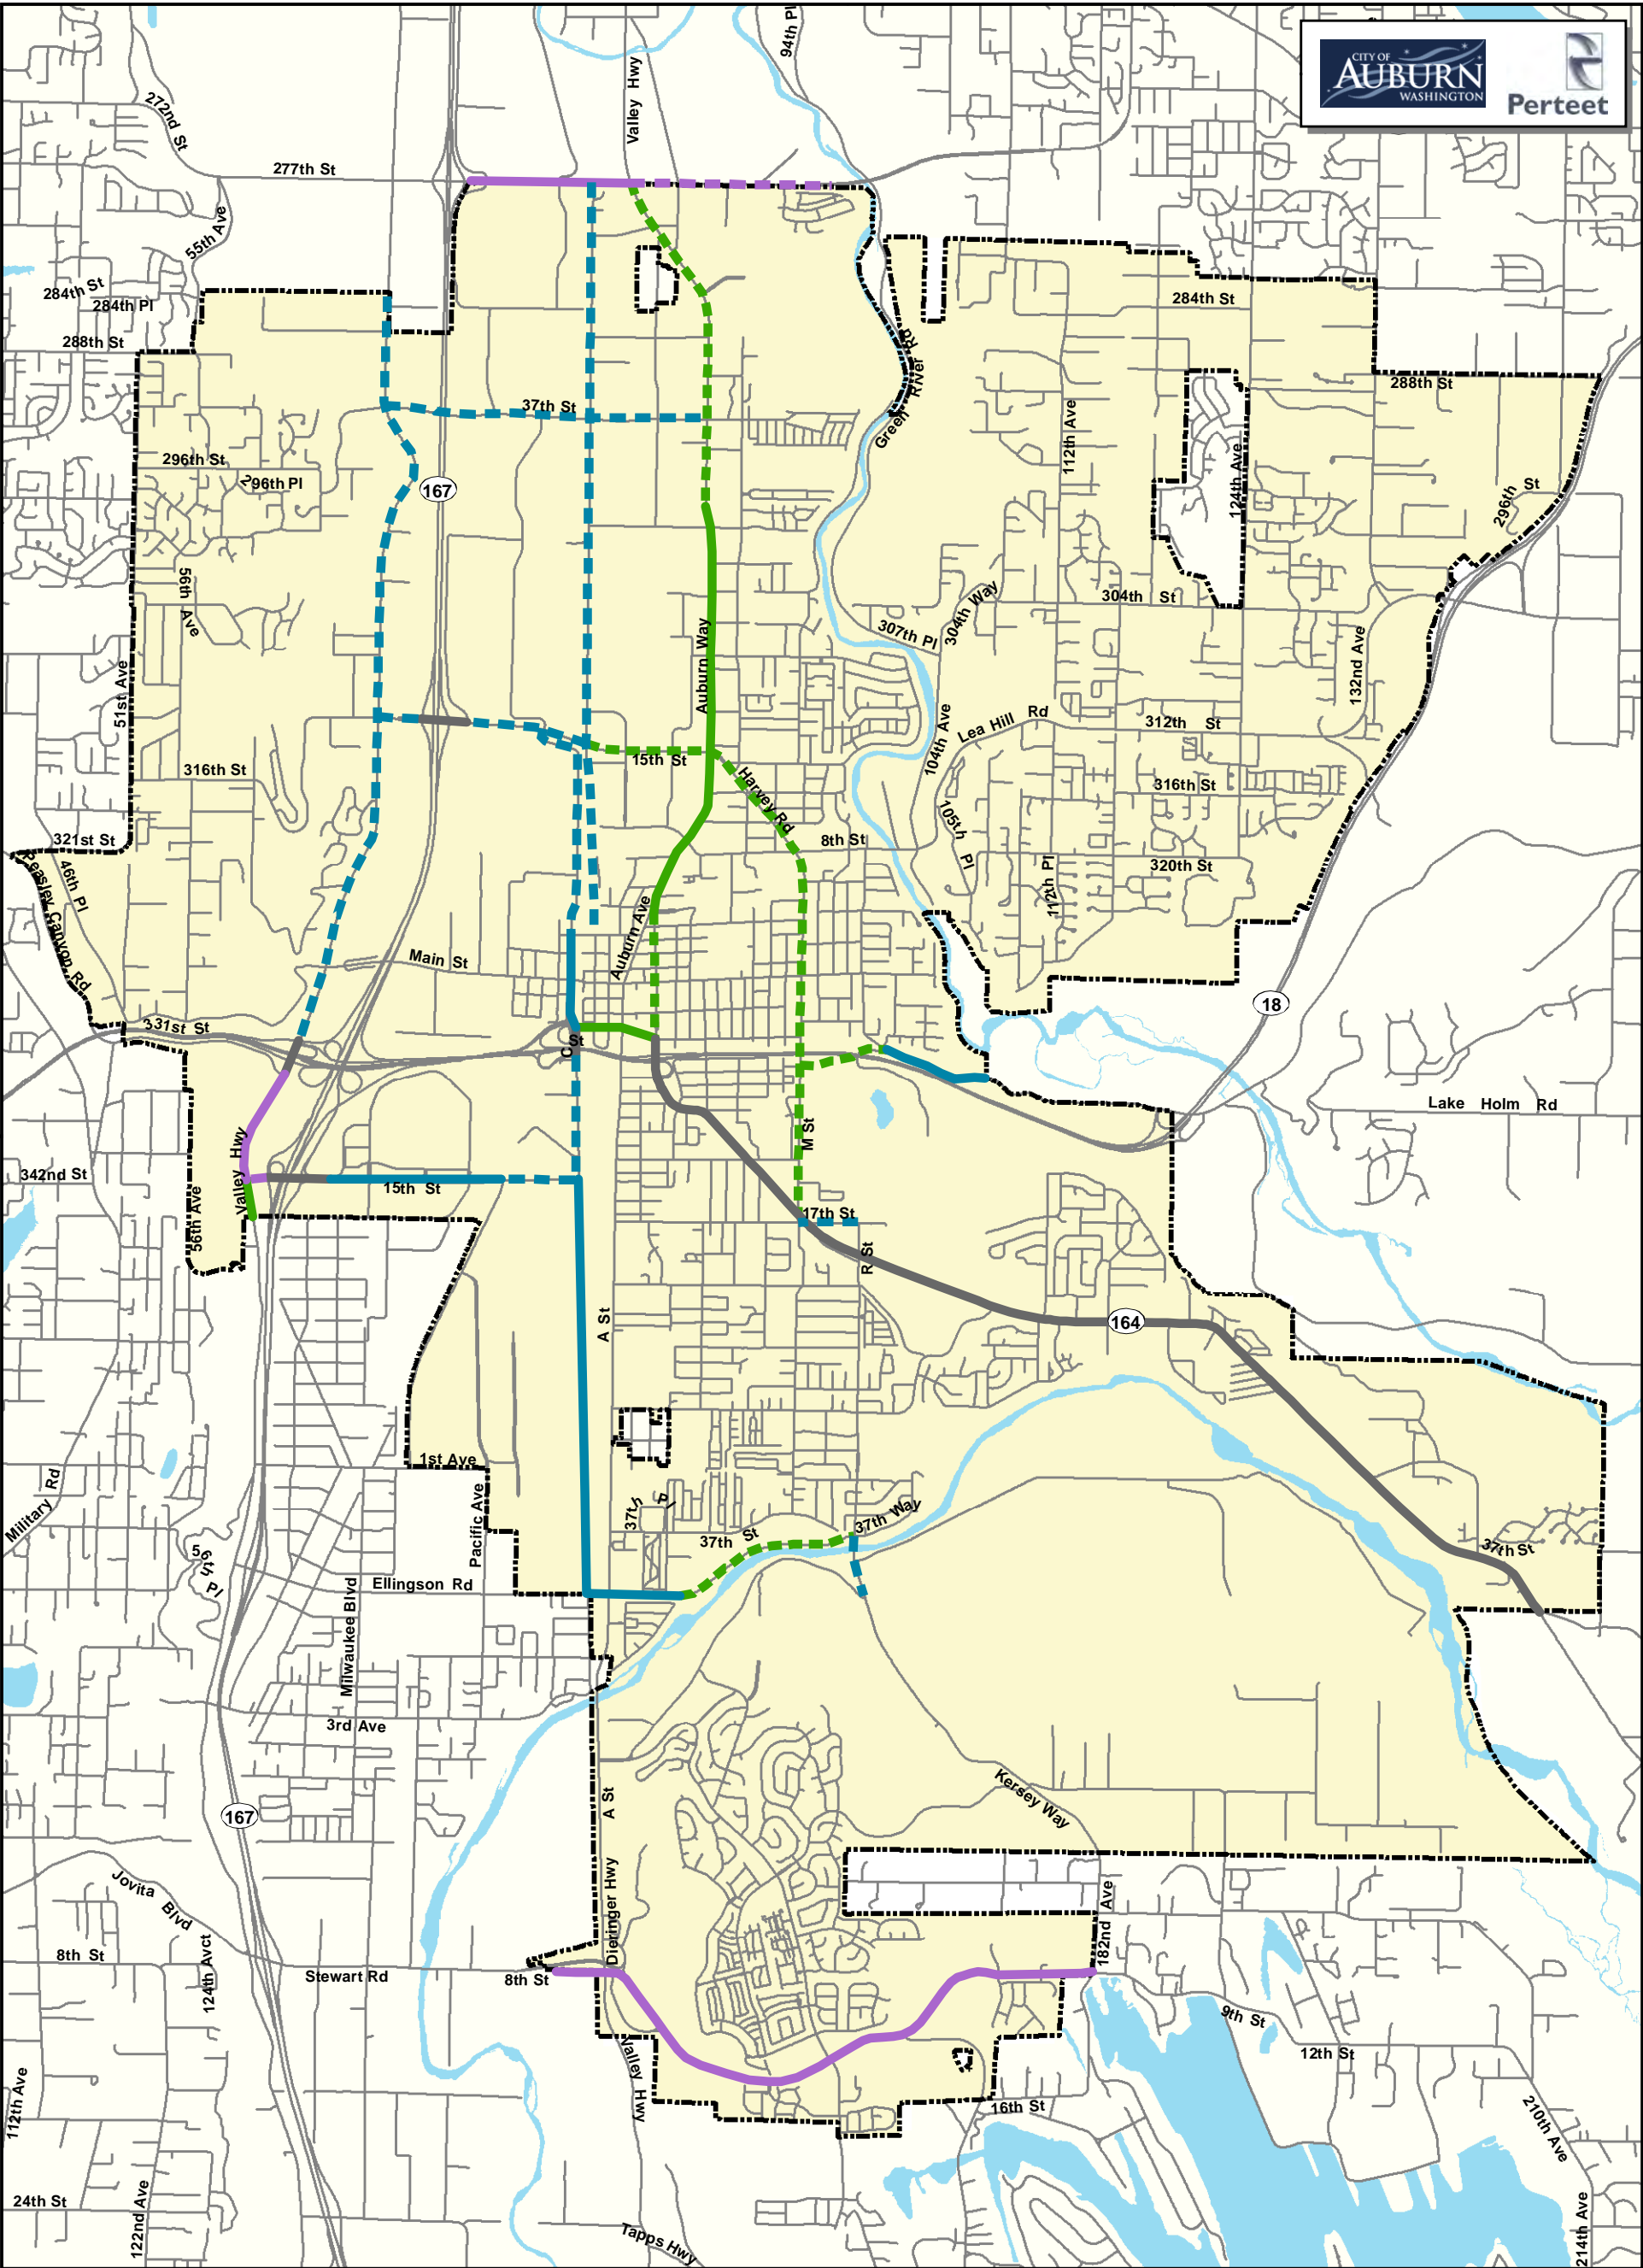 CITY OF
AUBURN
WASHINGTON
Perteet
94th Pl
Valley Hwy
272nd St
277th St
55th Ave
284th St
284th Pl
288th St
284th St
288th St
Green River Rd
37th St
112th Ave
124th Ave
296th St
296th Pl
167
296th St
56th Ave
304th St
304th Way
307th Pl
51st Ave
Auburn Way
132nd Ave
104th Ave
Lea Hill Rd
312th St
15th St
316th St
Harvey Rd
316th St
105th Pl
321st St
8th St
320th St
46th Pl
Peasley Canyon Rd
112th Pl
Auburn Ave
Main St
18
331st St
C St
Lake Holm Rd
M St
Valley Hwy
342nd St
15th St
56th Ave
17th St
R St
A St
164
1st Ave
Military Rd
Pacific Ave
37th Pl
37th St
37th Way
37th St
56th Pl
Ellingson Rd
Milwaukee Blvd
3rd Ave
A St
Kersey Way
167
Jovita Blvd
Dieringer Hwy
182nd Ave
8th St
124th Avct
Stewart Rd
8th St
9th St
12th St
Valley Hwy
112th Ave
16th St
210th Ave
24th St
122nd Ave
Tapps Hwy
214th Ave